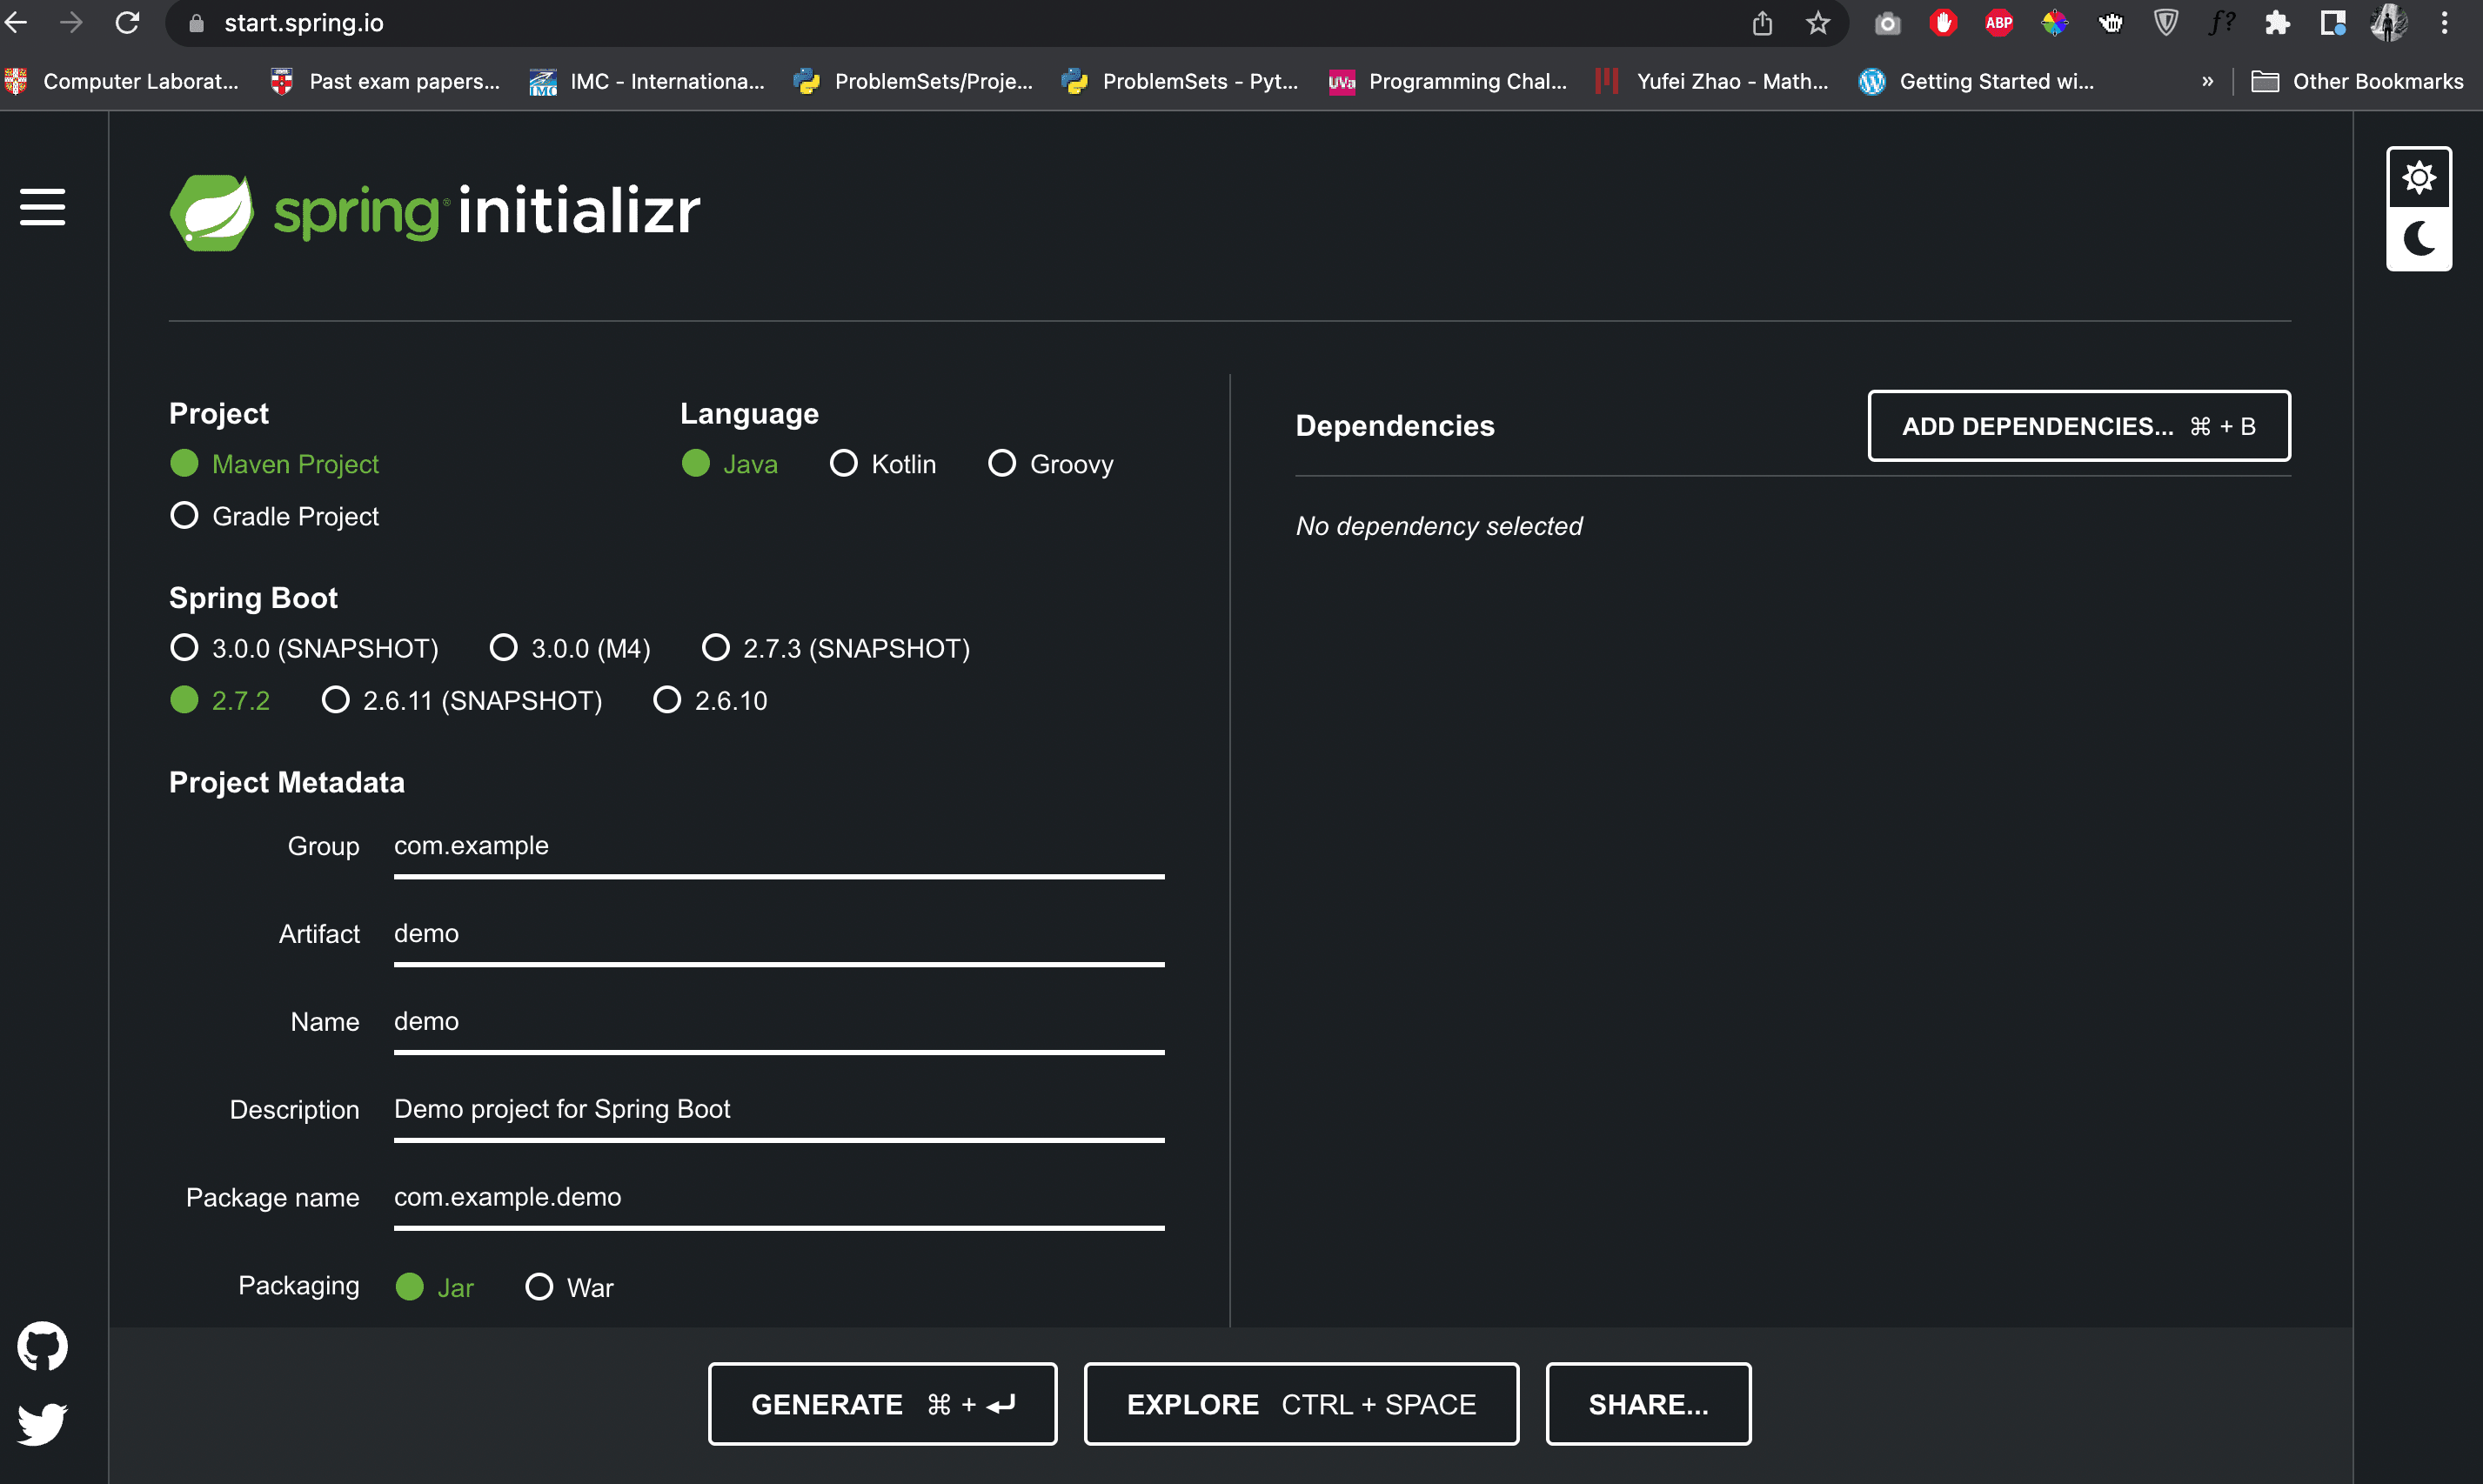 start.spring.io
ABP
f?
Computer Laborat...
Past exam papers...
IMC
IMC - Internationa...
ProblemSets/Proje...
ProblemSets - Pyt...
UVa
Programming Chal...
Yufei Zhao - Math...
Getting Started wi...
»
Other Bookmarks
spring® initializr
Project
Maven Project
Gradle Project
Language
Java
Kotlin
Groovy
Spring Boot
3.0.0 (SNAPSHOT)
3.0.0 (M4)
2.7.3 (SNAPSHOT)
2.7.2
2.6.11 (SNAPSHOT)
2.6.10
Project Metadata
Group
com.example
Artifact
demo
Name
demo
Description
Demo project for Spring Boot
Package name
com.example.demo
Packaging
Jar
War
Dependencies
ADD DEPENDENCIES... ⌘ + B
No dependency selected
GENERATE ⌘ + ⏎
EXPLORE CTRL + SPACE
SHARE...